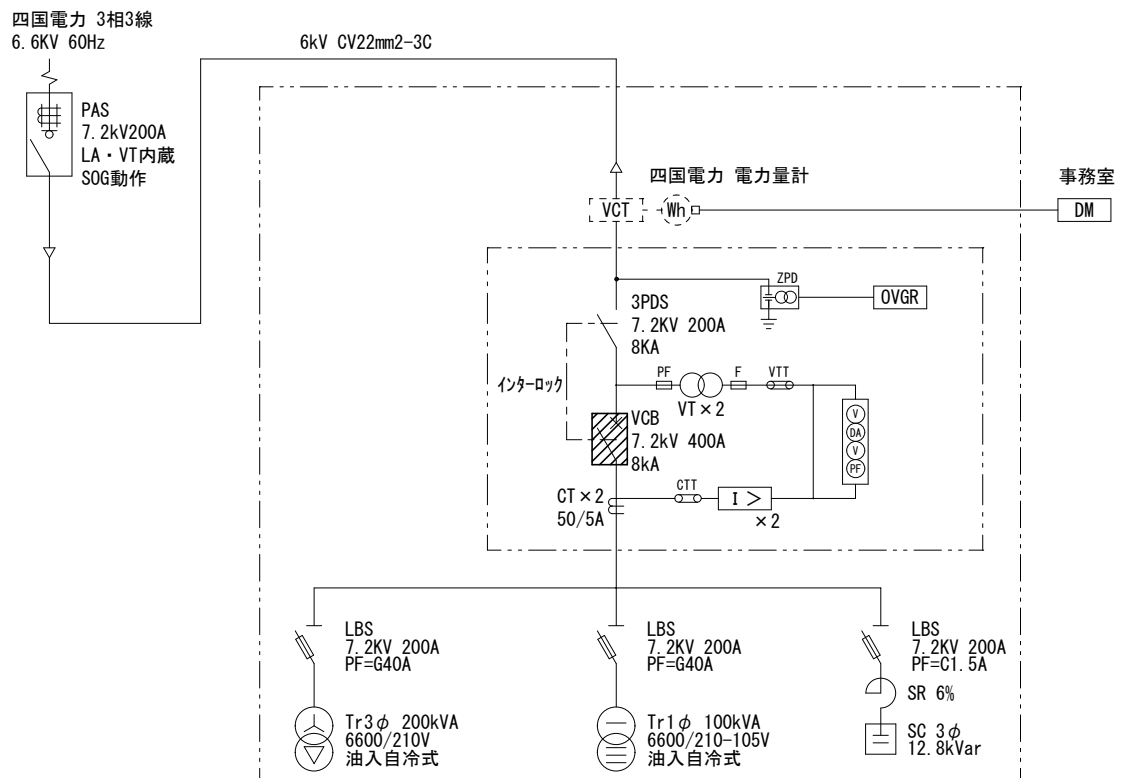 四国電力 3相3線
6.6KV 60Hz
6kV CV22mm2-3C
PAS
7.2kV200A
LA・VT内蔵
SOG動作
四国電力 電力量計
事務室
VCT
Wh
DM
ZPD
OVGR
3PDS
7.2KV 200A
8KA
インターロック
PF
F
VTT
VT×2
VCB
7.2kV 400A
8kA
V
DA
V
PF
CT×2
50/5A
CTT
I >
×2
LBS
7.2KV 200A
PF=G40A
LBS
7.2KV 200A
PF=G40A
LBS
7.2KV 200A
PF=C1.5A
SR 6%
Tr3φ 200kVA
6600/210V
油入自冷式
Tr1φ 100kVA
6600/210-105V
油入自冷式
SC 3φ
12.8kVar